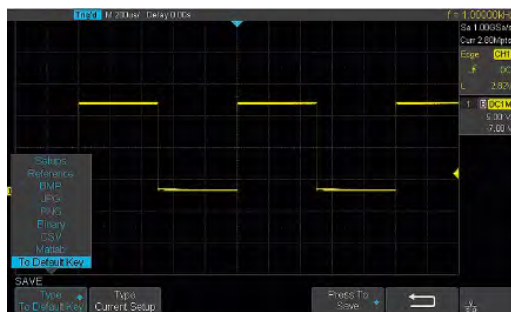 Trig'd M 200us/ Delay:0.00s
f = 1.00000kHz
Sa 1.00GSa/s
Curr 2.80Mpts
Edge CH1
DC
L 2.82V
1 DC1M
5.00 V/
-7.00 V
Setups
Reference
BMP
JPG
PNG
Binary
CSV
Matlab
To Default Key
SAVE
Type
To Default Key
Type
Current Setup
Press To
Save